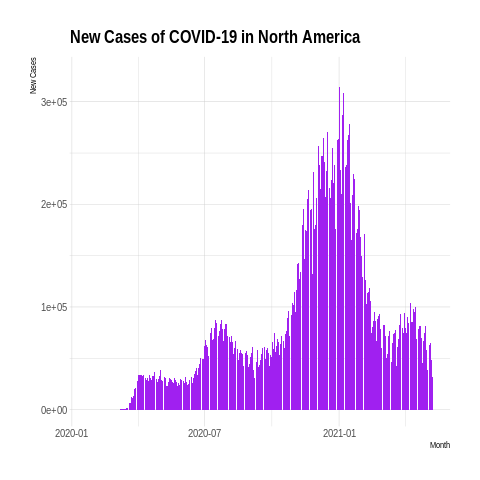 New Cases of COVID-19 in North America
New Cases
3e+05
2e+05
1e+05
0e+00
2020-01 2020-07 2021-01
Month